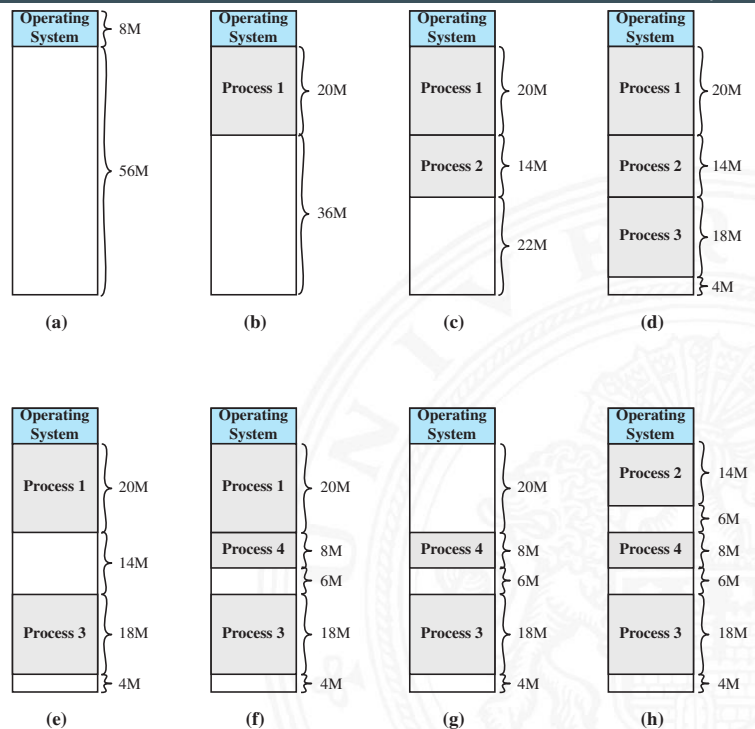 Operating
System
8M
56M
(a)
Operating
System
Process 1
20M
36M
(b)
Operating
System
Process 1
20M
Process 2
14M
22M
(c)
Operating
System
Process 1
20M
Process 2
14M
Process 3
18M
4M
(d)
Operating
System
Process 1
20M
14M
Process 3
18M
4M
(e)
Operating
System
Process 1
20M
Process 4
8M
6M
Process 3
18M
4M
(f)
Operating
System
20M
Process 4
8M
6M
Process 3
18M
4M
(g)
Operating
System
Process 2
14M
6M
Process 4
8M
6M
Process 3
18M
4M
(h)
UNIVER